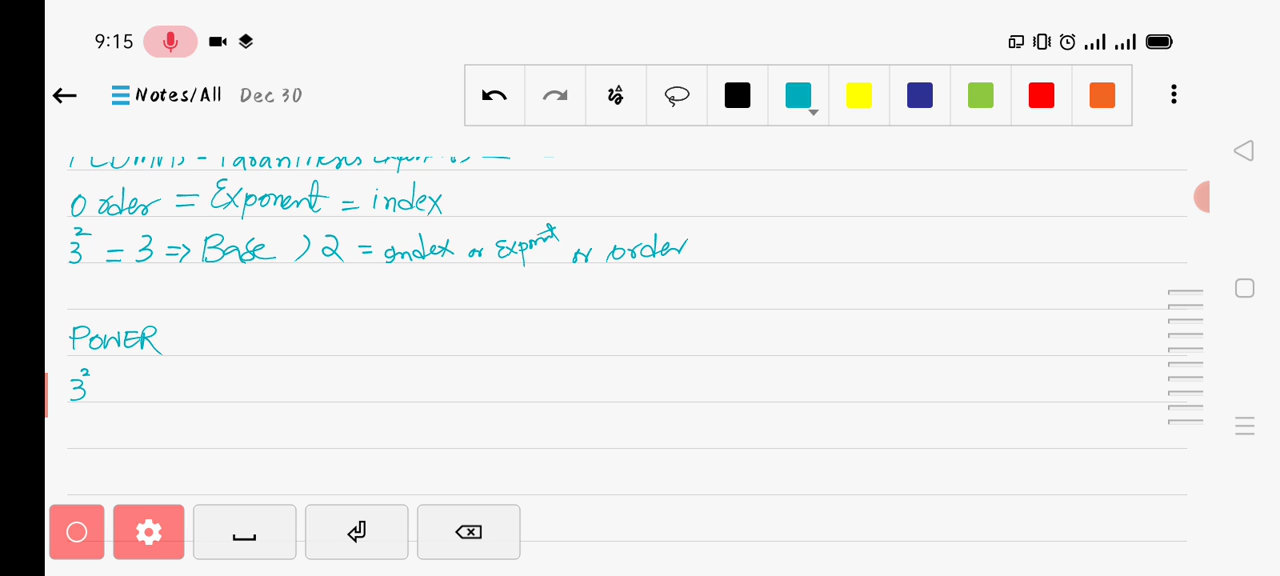 9:15
Notes/All Dec 30
Order = Exponent = index
3² = 3 => Base ) 2 = index or Exponent or order
POWER
3²